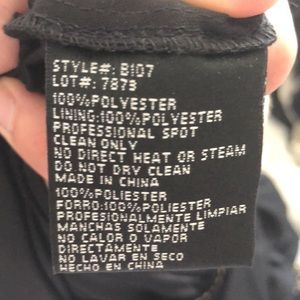 STYLE#: B107
LOT#: 7873
100%POLYESTER
LINING:100%POLYESTER
PROFESSIONAL SPOT
CLEAN ONLY
NO DIRECT HEAT OR STEAM
DO NOT DRY CLEAN
MADE IN CHINA
100%POLIESTER
FORRO:100%POLIESTER
PROFESIONALMENTE LIMPIAR
MANCHAS SOLAMENTE
NO CALOR O VAPOR
DIRECTAMENTE
NO LAVAR EN SECO
HECHO EN CHINA